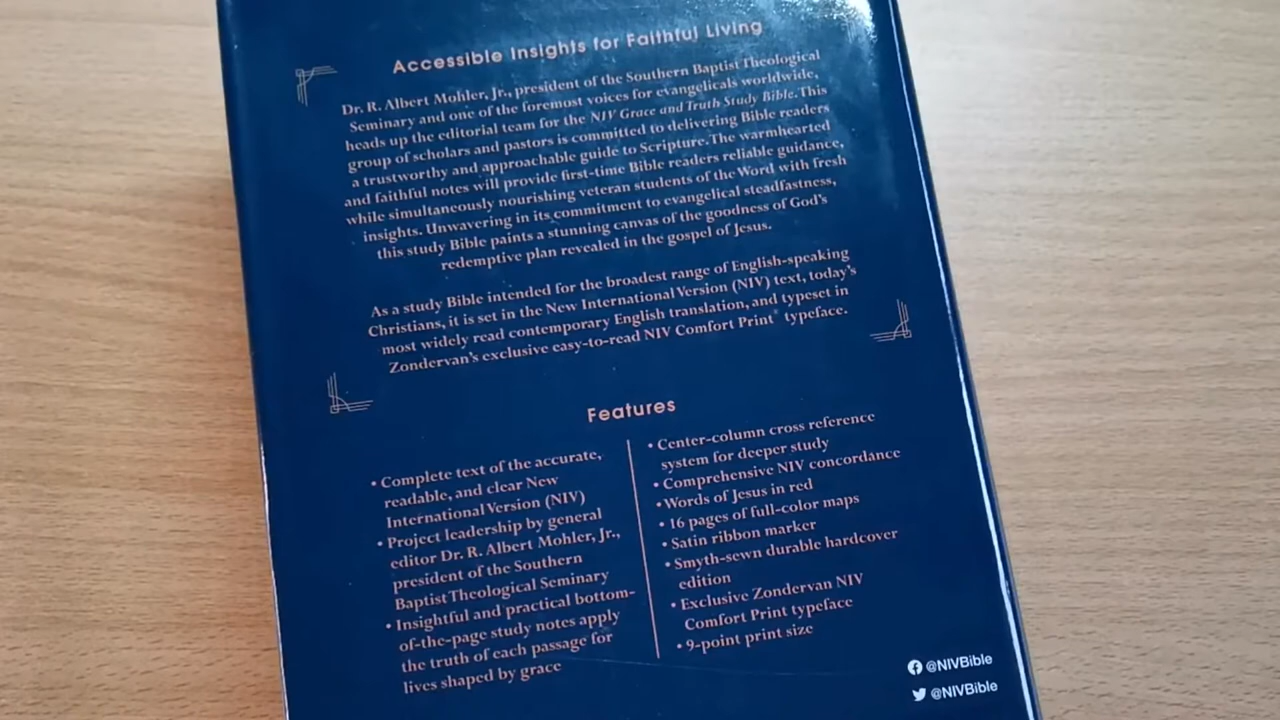 Accessible Insights for Faithful Living
Dr. R. Albert Mohler, Jr., president of the Southern Baptist Theological
Seminary and one of the foremost voices for evangelicals worldwide,
heads up the editorial team for the NIV Grace and Truth Study Bible. This
group of scholars and pastors is committed to delivering Bible readers
a trustworthy and approachable guide to Scripture. The warmhearted
and faithful notes will provide first-time Bible readers reliable guidance,
while simultaneously nourishing veteran students of the Word with fresh
insights. Unwavering in its commitment to evangelical steadfastness,
this study Bible paints a stunning canvas of the goodness of God's
redemptive plan revealed in the gospel of Jesus.
As a study Bible intended for the broadest range of English-speaking
Christians, it is set in the New International Version (NIV) text, today's
most widely read contemporary English translation, and typeset in
Zondervan's exclusive easy-to-read NIV Comfort Print® typeface.
Features
• Complete text of the accurate,
readable, and clear New
International Version (NIV)
• Project leadership by general
editor Dr. R. Albert Mohler, Jr.,
president of the Southern
Baptist Theological Seminary
• Insightful and practical bottom-
of-the-page study notes apply
the truth of each passage for
lives shaped by grace
• Center-column cross reference
system for deeper study
• Comprehensive NIV concordance
• Words of Jesus in red
• 16 pages of full-color maps
• Satin ribbon marker
• Smyth-sewn durable hardcover
edition
• Exclusive Zondervan NIV
Comfort Print typeface
• 9-point print size
@NIVBible
@NIVBible